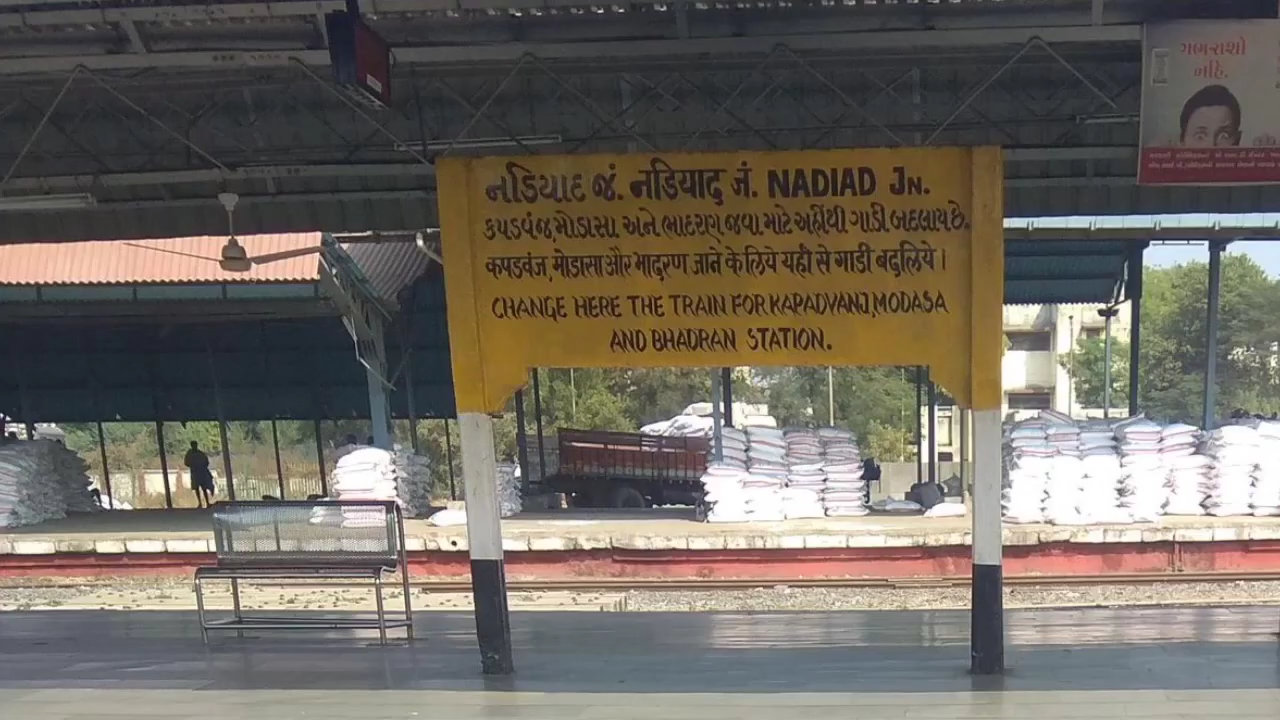 નડિયાદ જં. नडियाद जं. NADIAD JN.
કપડવંજ,મોડાસા અને ભાદરણ જવા માટે અહીંથી ગાડી બદલાય છે.
कपडवंज,मोडासा और भादरण जाने के लिये यहाँ से गाडी बदलिये।
CHANGE HERE THE TRAIN FOR KAPADVANJ,MODASA
AND BHADRAN STATION.
ગભરાશો
નહિ.